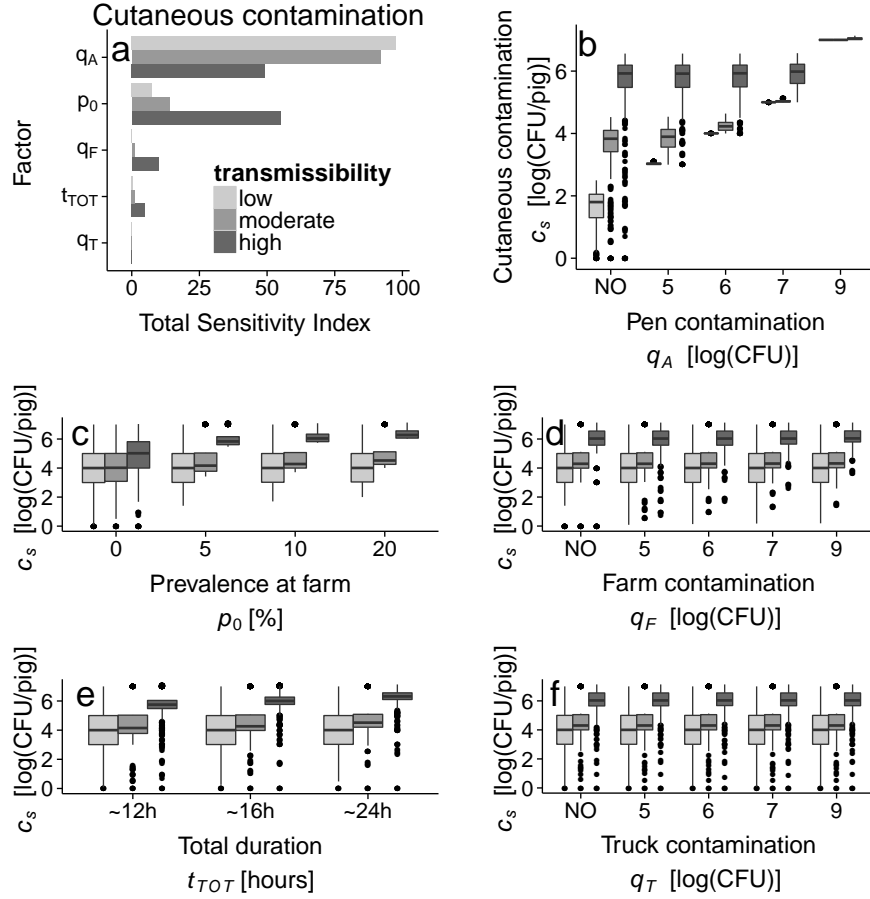 Cutaneous contamination
a
Factor
q_A
p_0
q_F
t_TOT
q_T
transmissibility
low
moderate
high
0 25 50 75 100
Total Sensitivity Index
b
Cutaneous contamination
c_s [log(CFU/pig)]
6
4
2
0
NO 5 6 7 9
Pen contamination
q_A [log(CFU)]
c
c_s [log(CFU/pig)]
6
4
2
0
0 5 10 20
Prevalence at farm
p_0 [%]
d
c_s [log(CFU/pig)]
6
4
2
0
NO 5 6 7 9
Farm contamination
q_F [log(CFU)]
e
c_s [log(CFU/pig)]
6
4
2
0
~12h ~16h ~24h
Total duration
t_TOT [hours]
f
c_s [log(CFU/pig)]
6
4
2
0
NO 5 6 7 9
Truck contamination
q_T [log(CFU)]